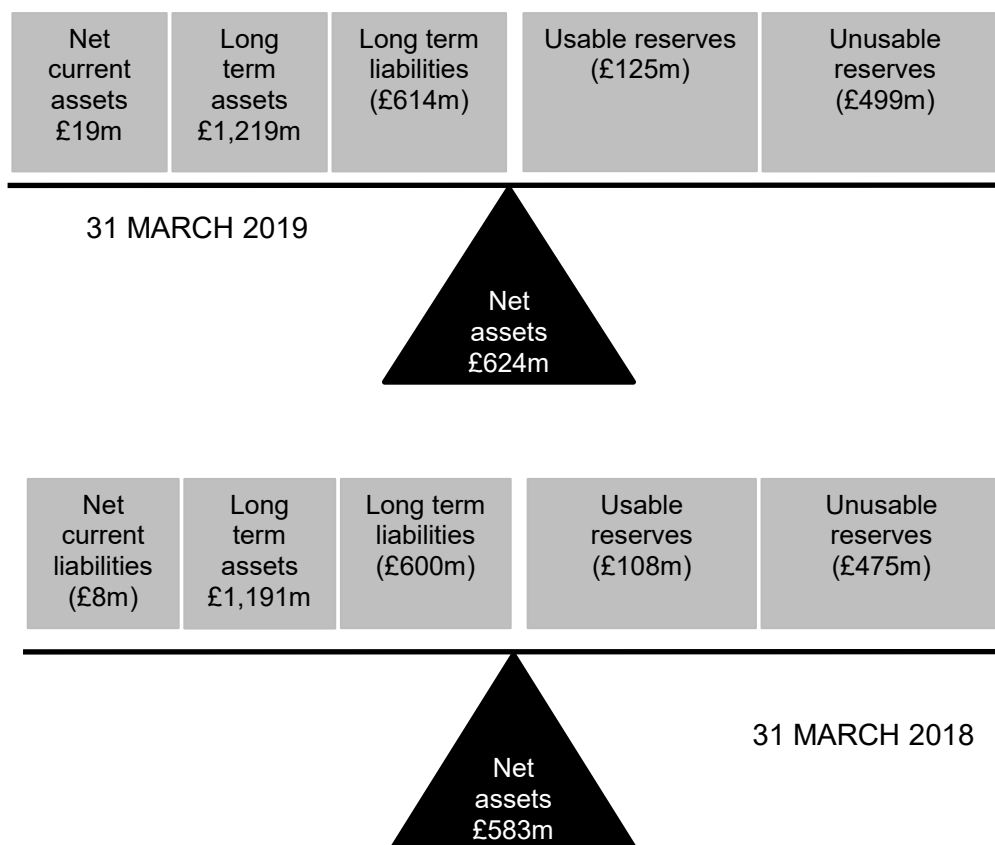 Net
current
assets
£19m
Long
term
assets
£1,219m
Long term
liabilities
(£614m)
Usable reserves
(£125m)
Unusable
reserves
(£499m)
31 MARCH 2019
Net
assets
£624m
Net
current
liabilities
(£8m)
Long
term
assets
£1,191m
Long term
liabilities
(£600m)
Usable
reserves
(£108m)
Unusable
reserves
(£475m)
31 MARCH 2018
Net
assets
£583m